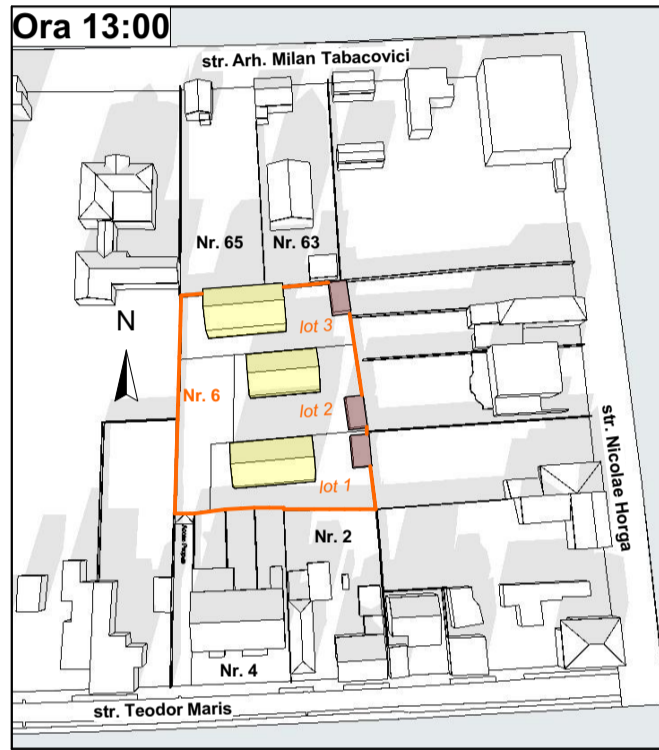 Ora 13:00
str. Arh. Milan Tabacovici
Nr. 65
Nr. 63
N
lot 3
Nr. 6
lot 2
lot 1
str. Nicolae Horga
Nr. 2
Nr. 4
str. Teodor Maris